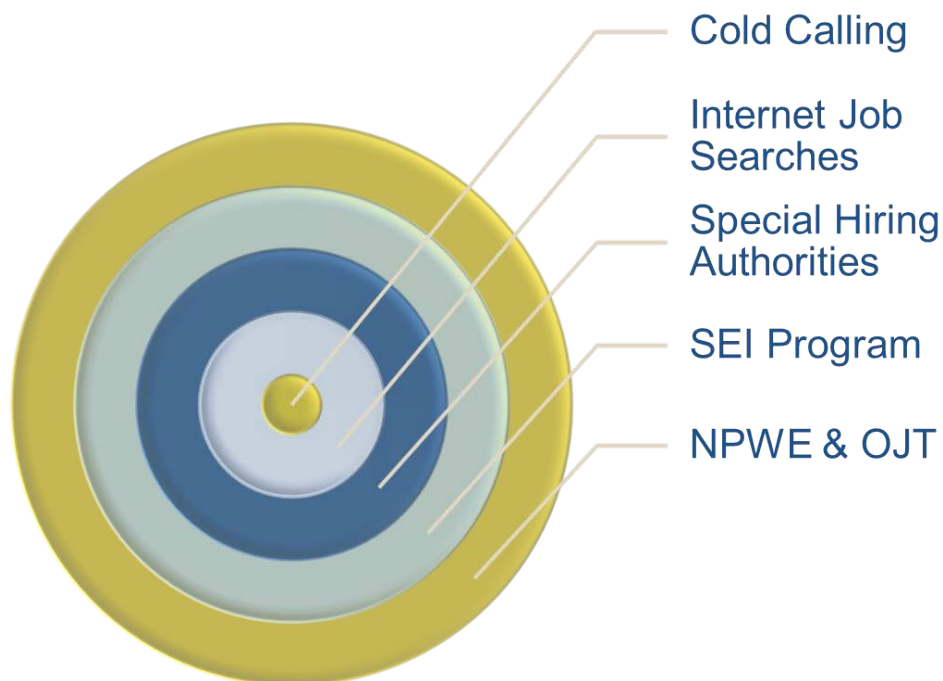 Cold Calling
Internet Job
Searches
Special Hiring
Authorities
SEI Program
NPWE & OJT